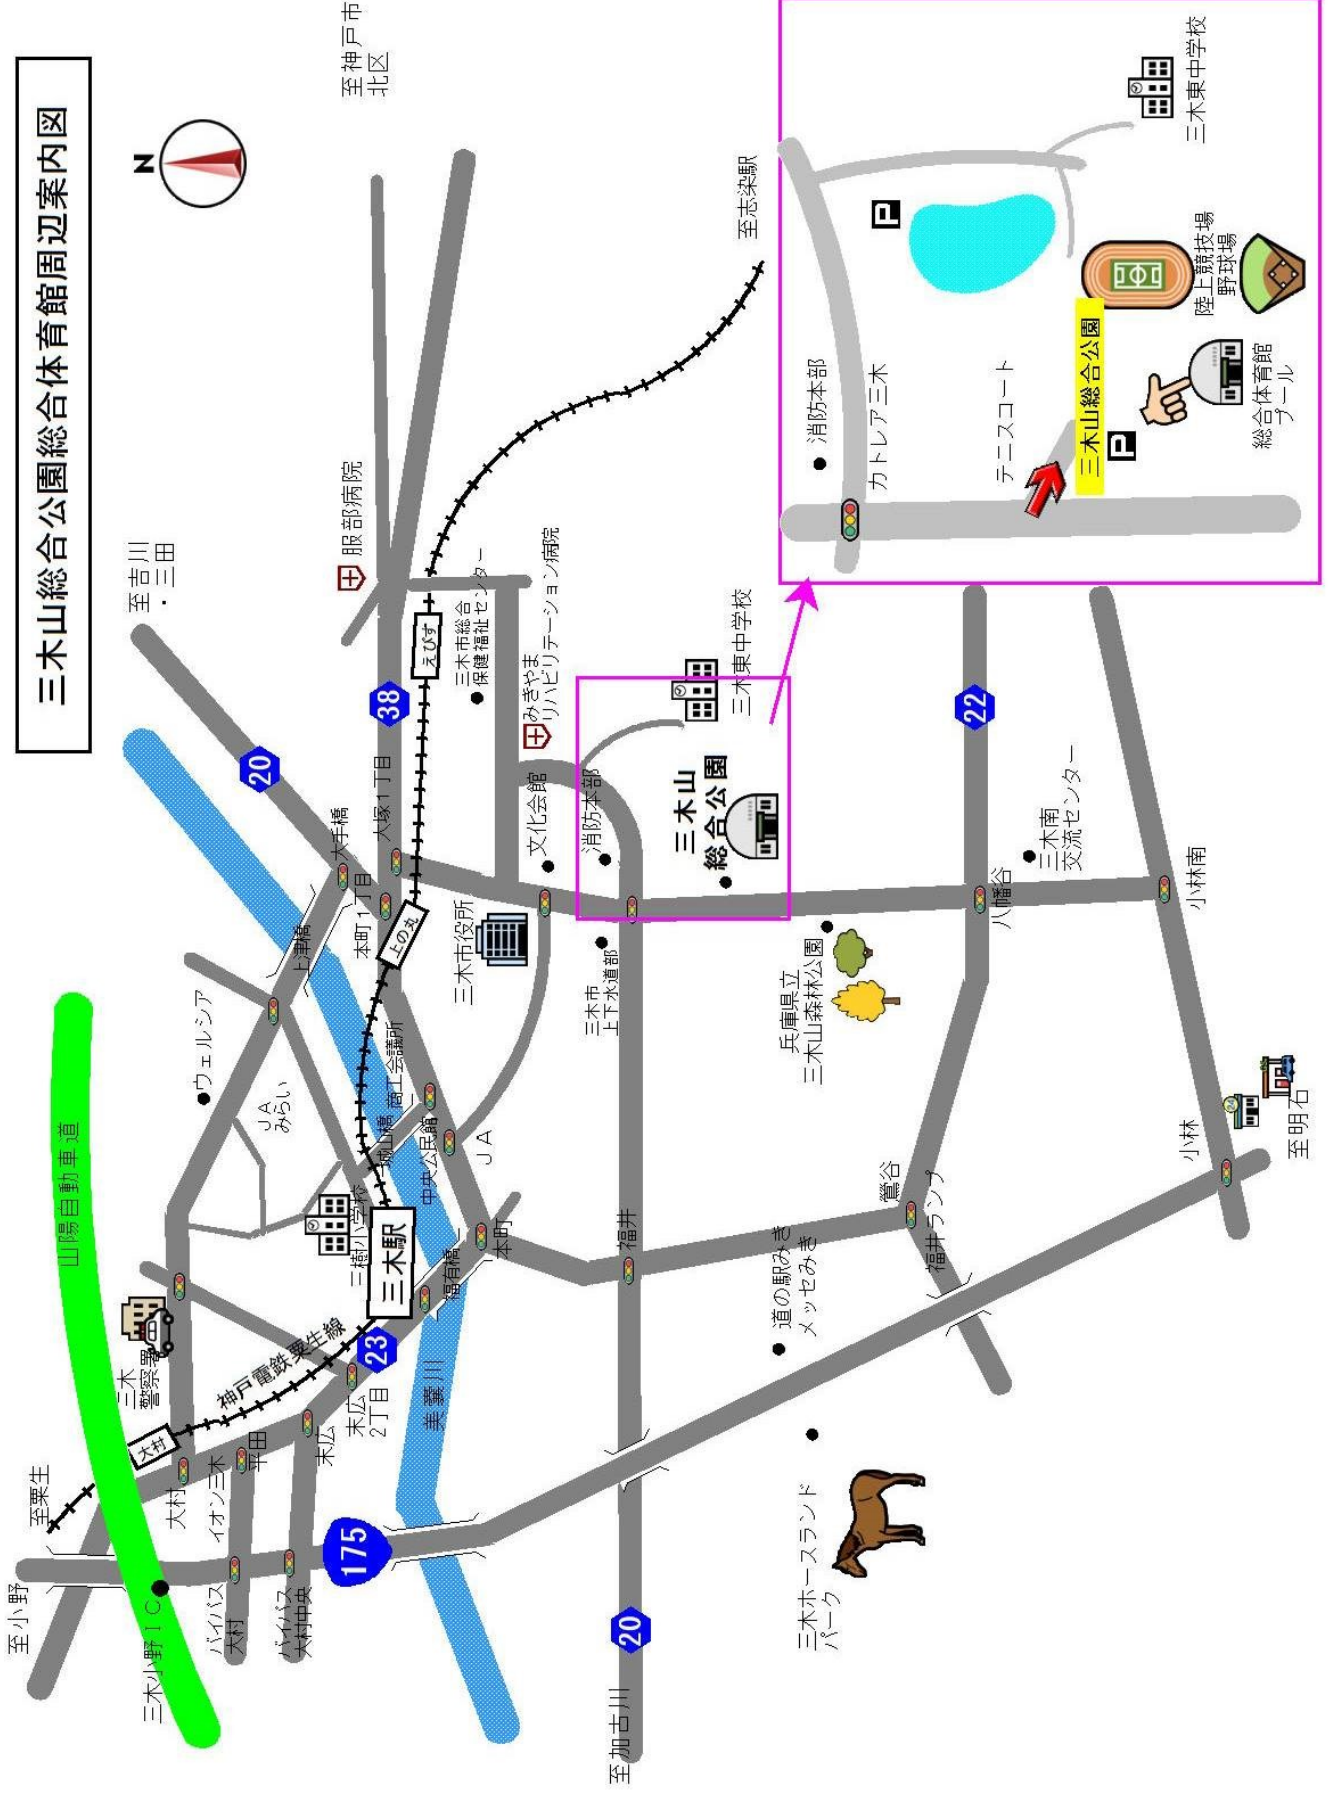 三木山総合公園総合体育館周辺案内図
N
至粟生
至小野
山陽自動車道
三木小野IC
三木
警察署
大村
大村
イオン三木
平田
バイパス
大村
バイパス
大村中央
175
神戸電鉄粟生線
末広
末広
2丁目
23
三木駅
三樹小学校
JA
みらい
ウェルシア
上津橋
大手橋
20
至吉川
・三田
本町1丁目
大塚1丁目
38
服部病院
至神戸市
北区
上の丸
えびす
至志染駅
商工会議所
城山橋
中央公民館
JA
福有橋
本町
美嚢川
三木市役所
三木市総合
保健福祉センター
みきやま
リハビリテーション病院
文化会館
消防本部
三木市
上下水道部
三木山
総合公園
三木東中学校
福井
20
至加古川
兵庫県立
三木山森林公園
道の駅みき
メッセみき
三木ホースランド
パーク
鶯谷
福井ランプ
八幡谷
22
三木南
交流センター
小林南
小林
至明石
消防本部
カトレア三木
P
テニスコート
三木山総合公園
P
陸上競技場
野球場
総合体育館
プール
三木東中学校